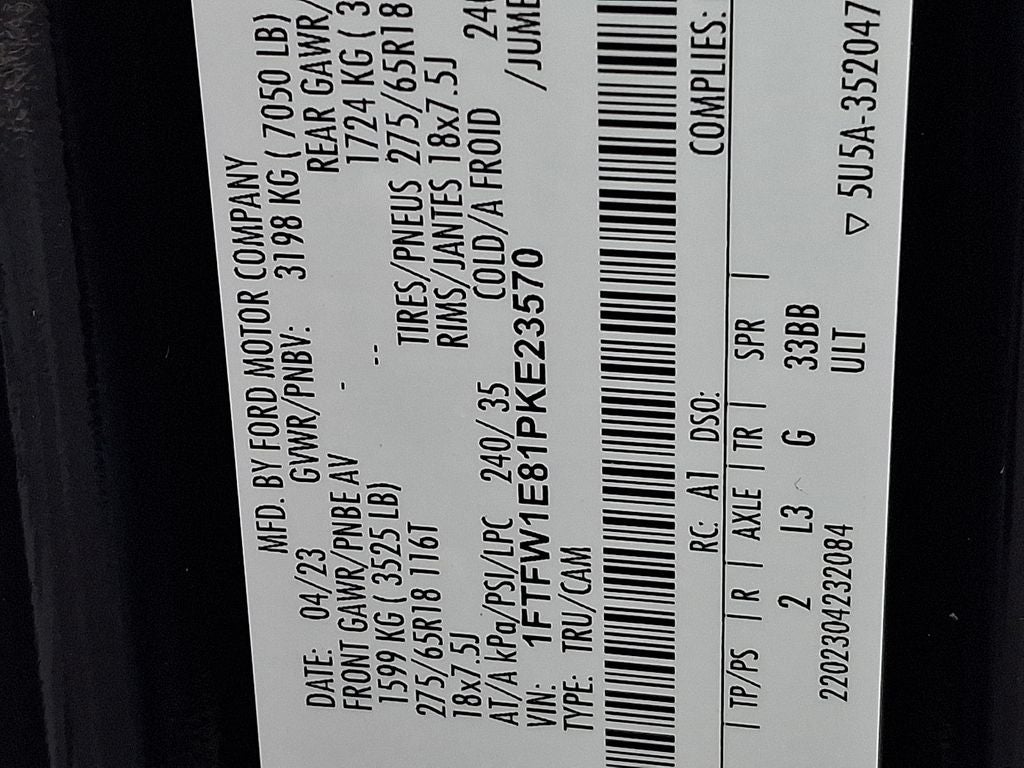 MFD. BY FORD MOTOR COMPANY
DATE: 04/23 GVWR/PNBV: 3198 KG ( 7050 LB)
FRONT GAWR/PNBE AV - REAR GAWR/
1599 KG ( 3525 LB) -- 1724 KG ( 3
275/65R18 116T TIRES/PNEUS 275/65R18
18x7.5J RIMS/JANTES 18x7.5J
AT/A kPa/PSI/LPC 240/ 35 COLD/A FROID 240
VIN: 1FTFW1E81PKE23570 /JUME
TYPE: TRU/CAM
RC: A1 DSO: COMPLIES:
| TP/PS | R | AXLE | TR | SPR |
2 L3 G 33BB
2202304232084 ULT ▽ 5U5A-352047